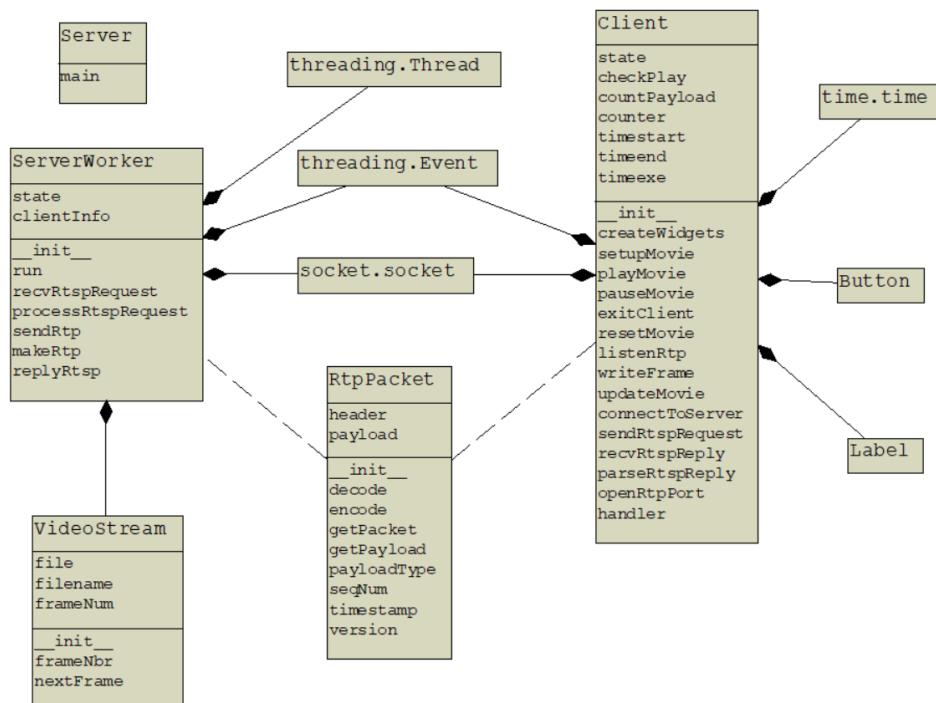 Server
main
threading.Thread
threading.Event
socket.socket
ServerWorker
state
clientInfo
__init__
run
recvRtspRequest
processRtspRequest
sendRtp
makeRtp
replyRtsp
VideoStream
file
filename
frameNum
__init__
frameNbr
nextFrame
RtpPacket
header
payload
__init__
decode
encode
getPacket
getPayload
payloadType
seqNum
timestamp
version
Client
state
checkPlay
countPayload
counter
timestart
timeend
timeexe
__init__
createWidgets
setupMovie
playMovie
pauseMovie
exitClient
resetMovie
listenRtp
writeFrame
updateMovie
connectToServer
sendRtspRequest
recvRtspReply
parseRtspReply
openRtpPort
handler
time.time
Button
Label